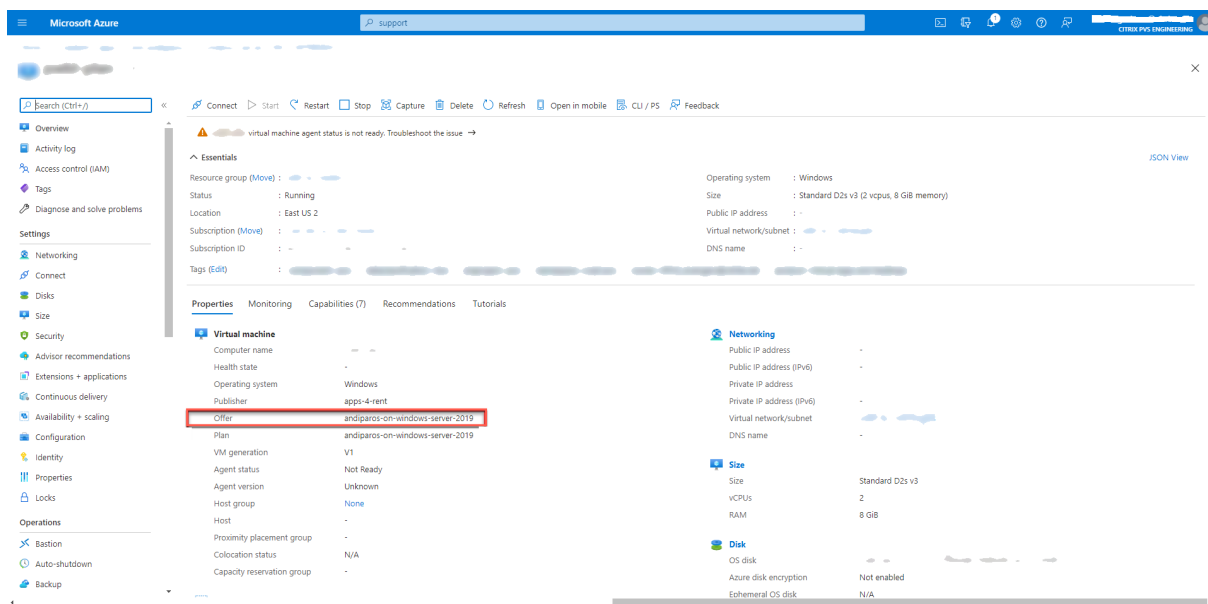 Microsoft Azure
support
1
CITRIX PVS ENGINEERING
Search (Ctrl+/)
«
Connect Start Restart Stop Capture Delete Refresh Open in mobile CLI / PS Feedback
Overview
Activity log
Access control (IAM)
Tags
Diagnose and solve problems
Settings
Networking
Connect
Disks
Size
Security
Advisor recommendations
Extensions + applications
Continuous delivery
Availability + scaling
Configuration
Identity
Properties
Locks
Operations
Bastion
Auto-shutdown
Backup
virtual machine agent status is not ready. Troubleshoot the issue →
Essentials
JSON View
Resource group (Move) :
Status : Running
Location : East US 2
Subscription (Move) :
Subscription ID :
Tags (Edit) :
Operating system : Windows
Size : Standard D2s v3 (2 vcpus, 8 GiB memory)
Public IP address : -
Virtual network/subnet :
DNS name : -
Properties Monitoring Capabilities (7) Recommendations Tutorials
Virtual machine
Computer name
Health state -
Operating system Windows
Publisher apps-4-rent
Offer andiparos-on-windows-server-2019
Plan andiparos-on-windows-server-2019
VM generation V1
Agent status Not Ready
Agent version Unknown
Host group None
Host -
Proximity placement group -
Colocation status N/A
Capacity reservation group -
Networking
Public IP address -
Public IP address (IPv6) -
Private IP address
Private IP address (IPv6) -
Virtual network/subnet
DNS name -
Size
Size Standard D2s v3
vCPUs 2
RAM 8 GiB
Disk
OS disk
Azure disk encryption Not enabled
Ephemeral OS disk N/A